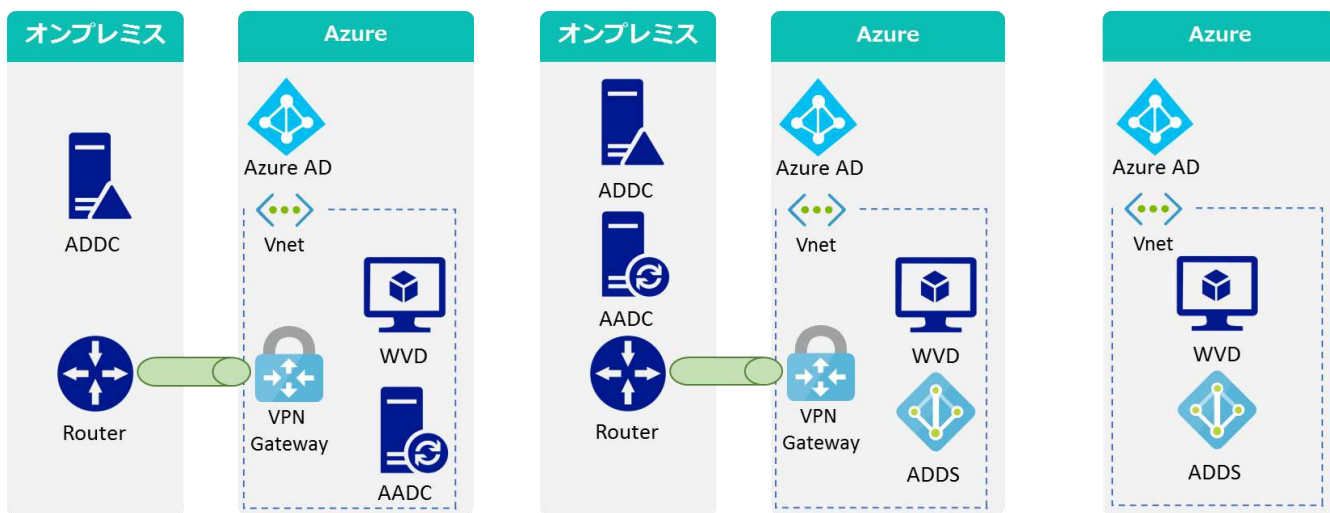 オンプレミス
ADDC
Router
Azure
Azure AD
Vnet
WVD
VPN
Gateway
AADC
オンプレミス
ADDC
AADC
Router
Azure
Azure AD
Vnet
WVD
VPN
Gateway
ADDS
Azure
Azure AD
Vnet
WVD
ADDS